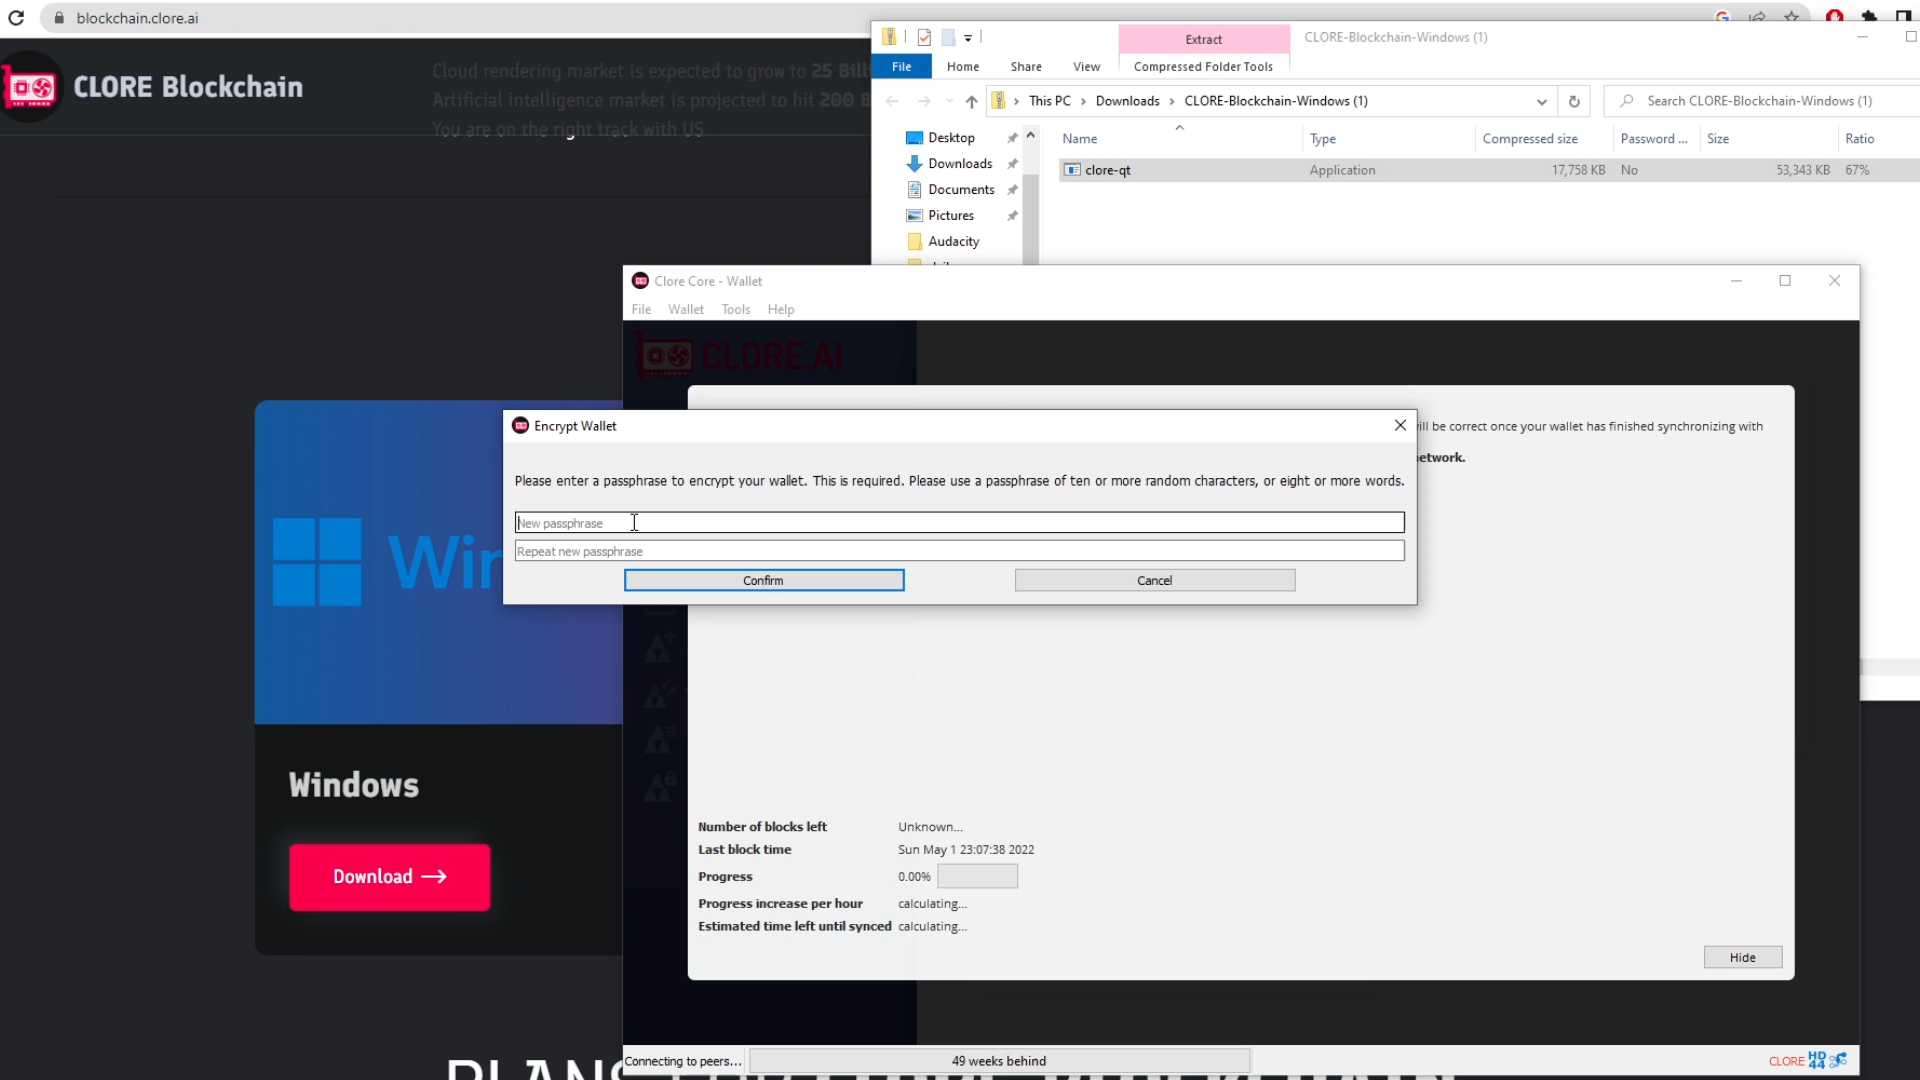 blockchain.clore.ai
CLORE Blockchain
Cloud rendering market is expected to grow to 25 Bill
Artificial intelligence market is projected to hit 200 B
You are on the right track with US
Extract
CLORE-Blockchain-Windows (1)
File
Home
Share
View
Compressed Folder Tools
This PC
Downloads
CLORE-Blockchain-Windows (1)
Search CLORE-Blockchain-Windows (1)
Desktop
Downloads
Documents
Pictures
Audacity
Name
Type
Compressed size
Password ...
Size
Ratio
clore-qt
Application
17,758 KB
No
53,343 KB
67%
Clore Core - Wallet
File
Wallet
Tools
Help
CLORE.AI
ill be correct once your wallet has finished synchronizing with
etwork.
Encrypt Wallet
Please enter a passphrase to encrypt your wallet. This is required. Please use a passphrase of ten or more random characters, or eight or more words.
New passphrase
Repeat new passphrase
Confirm
Cancel
Win
Windows
Download
Number of blocks left
Unknown...
Last block time
Sun May 1 23:07:38 2022
Progress
0.00%
Progress increase per hour
calculating...
Estimated time left until synced
calculating...
Hide
Connecting to peers...
49 weeks behind
CLORE
HD
44